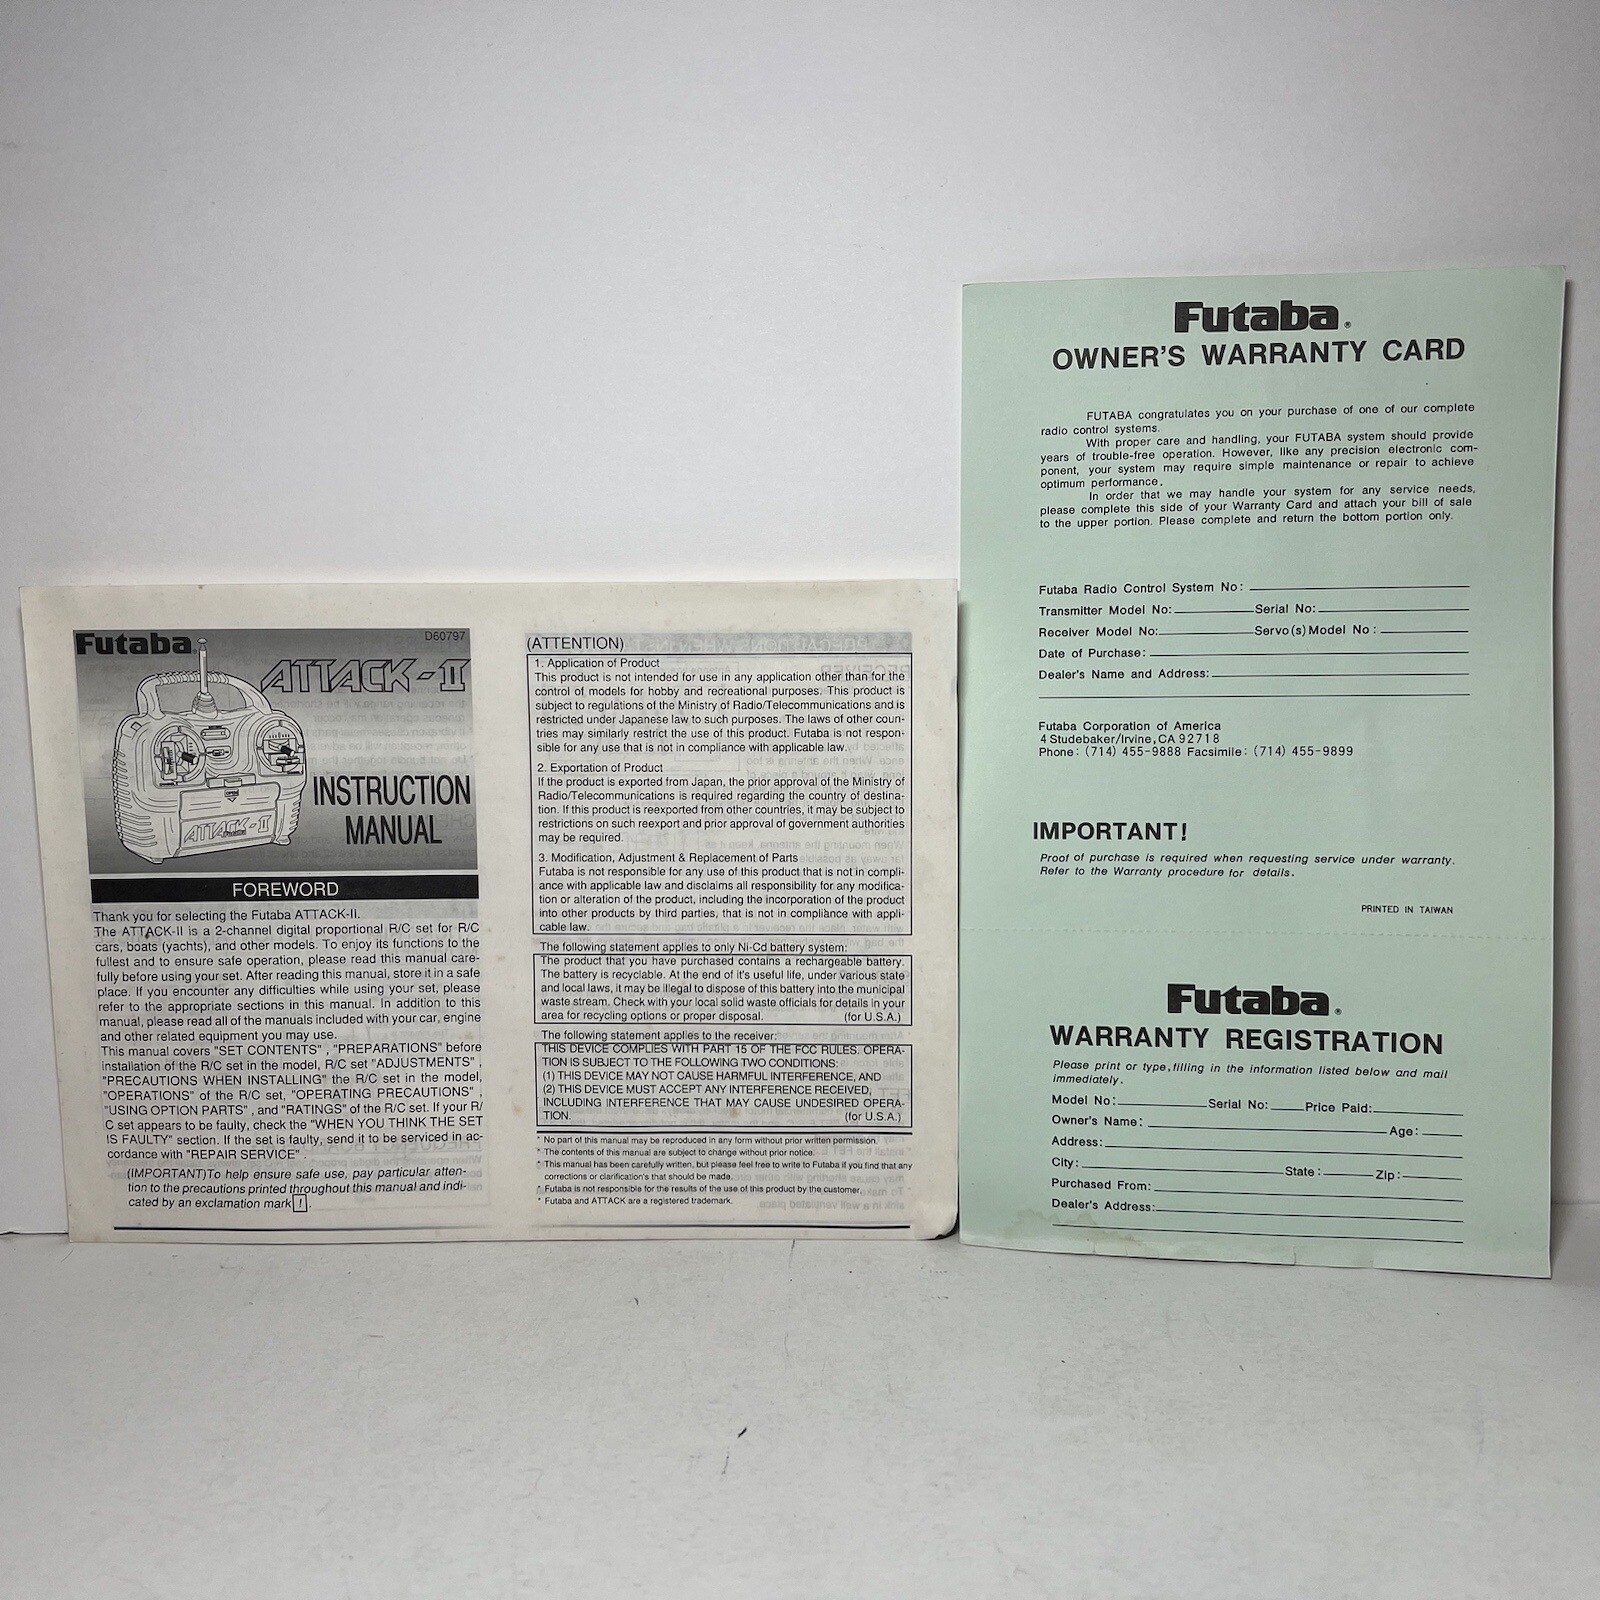 Futaba®
D60797
ATTACK-II
ATTACK-II
Futaba
INSTRUCTION
MANUAL
FOREWORD
Thank you for selecting the Futaba ATTACK-II.
The ATTACK-II is a 2-channel digital proportional R/C set for R/C
cars, boats (yachts), and other models. To enjoy its functions to the
fullest and to ensure safe operation, please read this manual care-
fully before using your set. After reading this manual, store it in a safe
place. If you encounter any difficulties while using your set, please
refer to the appropriate sections in this manual. In addition to this
manual, please read all of the manuals included with your car, engine
and other related equipment you may use.
This manual covers "SET CONTENTS" , "PREPARATIONS" before
installation of the R/C set in the model, R/C set "ADJUSTMENTS" ,
"PRECAUTIONS WHEN INSTALLING" the R/C set in the model,
"OPERATIONS" of the R/C set, "OPERATING PRECAUTIONS" ,
"USING OPTION PARTS" , and "RATINGS" of the R/C set. If your R/
C set appears to be faulty, check the "WHEN YOU THINK THE SET
IS FAULTY" section. If the set is faulty, send it to be serviced in ac-
cordance with "REPAIR SERVICE" .
(IMPORTANT)To help ensure safe use, pay particular atten-
tion to the precautions printed throughout this manual and indi-
cated by an exclamation mark ! .
(ATTENTION)
1. Application of Product
This product is not intended for use in any application other than for the
control of models for hobby and recreational purposes. This product is
subject to regulations of the Ministry of Radio/Telecommunications and is
restricted under Japanese law to such purposes. The laws of other coun-
tries may similarly restrict the use of this product. Futaba is not respon-
sible for any use that is not in compliance with applicable law.
2. Exportation of Product
If the product is exported from Japan, the prior approval of the Ministry of
Radio/Telecommunications is required regarding the country of destina-
tion. If this product is reexported from other countries, it may be subject to
restrictions on such reexport and prior approval of government authorities
may be required.
3. Modification, Adjustment & Replacement of Parts
Futaba is not responsible for any use of this product that is not in compli-
ance with applicable law and disclaims all responsibility for any modifica-
tion or alteration of the product, including the incorporation of the product
into other products by third parties, that is not in compliance with appli-
cable law.
The following statement applies to only Ni-Cd battery system:
The product that you have purchased contains a rechargeable battery.
The battery is recyclable. At the end of it's useful life, under various state
and local laws, it may be illegal to dispose of this battery into the municipal
waste stream. Check with your local solid waste officials for details in your
area for recycling options or proper disposal. (for U.S.A.)
The following statement applies to the receiver:
THIS DEVICE COMPLIES WITH PART 15 OF THE FCC RULES. OPERA-
TION IS SUBJECT TO THE FOLLOWING TWO CONDITIONS:
(1) THIS DEVICE MAY NOT CAUSE HARMFUL INTERFERENCE, AND
(2) THIS DEVICE MUST ACCEPT ANY INTERFERENCE RECEIVED,
INCLUDING INTERFERENCE THAT MAY CAUSE UNDESIRED OPERA-
TION. (for U.S.A.)
* No part of this manual may be reproduced in any form without prior written permission.
* The contents of this manual are subject to change without prior notice.
* This manual has been carefully written, but please feel free to write to Futaba if you find that any
corrections or clarification's that should be made.
* Futaba is not responsible for the results of the use of this product by the customer.
* Futaba and ATTACK are a registered trademark.
Futaba®
OWNER'S WARRANTY CARD
FUTABA congratulates you on your purchase of one of our complete
radio control systems.
With proper care and handling, your FUTABA system should provide
years of trouble-free operation. However, like any precision electronic com-
ponent, your system may require simple maintenance or repair to achieve
optimum performance.
In order that we may handle your system for any service needs,
please complete this side of your Warranty Card and attach your bill of sale
to the upper portion. Please complete and return the bottom portion only.
Futaba Radio Control System No:
Transmitter Model No: Serial No:
Receiver Model No: Servo(s) Model No :
Date of Purchase:
Dealer's Name and Address:
Futaba Corporation of America
4 Studebaker/Irvine, CA 92718
Phone: (714) 455-9888 Facsimile: (714) 455-9899
IMPORTANT!
Proof of purchase is required when requesting service under warranty.
Refer to the Warranty procedure for details.
PRINTED IN TAIWAN
Futaba®
WARRANTY REGISTRATION
Please print or type, filling in the information listed below and mail
immediately.
Model No: Serial No: Price Paid:
Owner's Name: Age:
Address:
City: State: Zip:
Purchased From:
Dealer's Address: